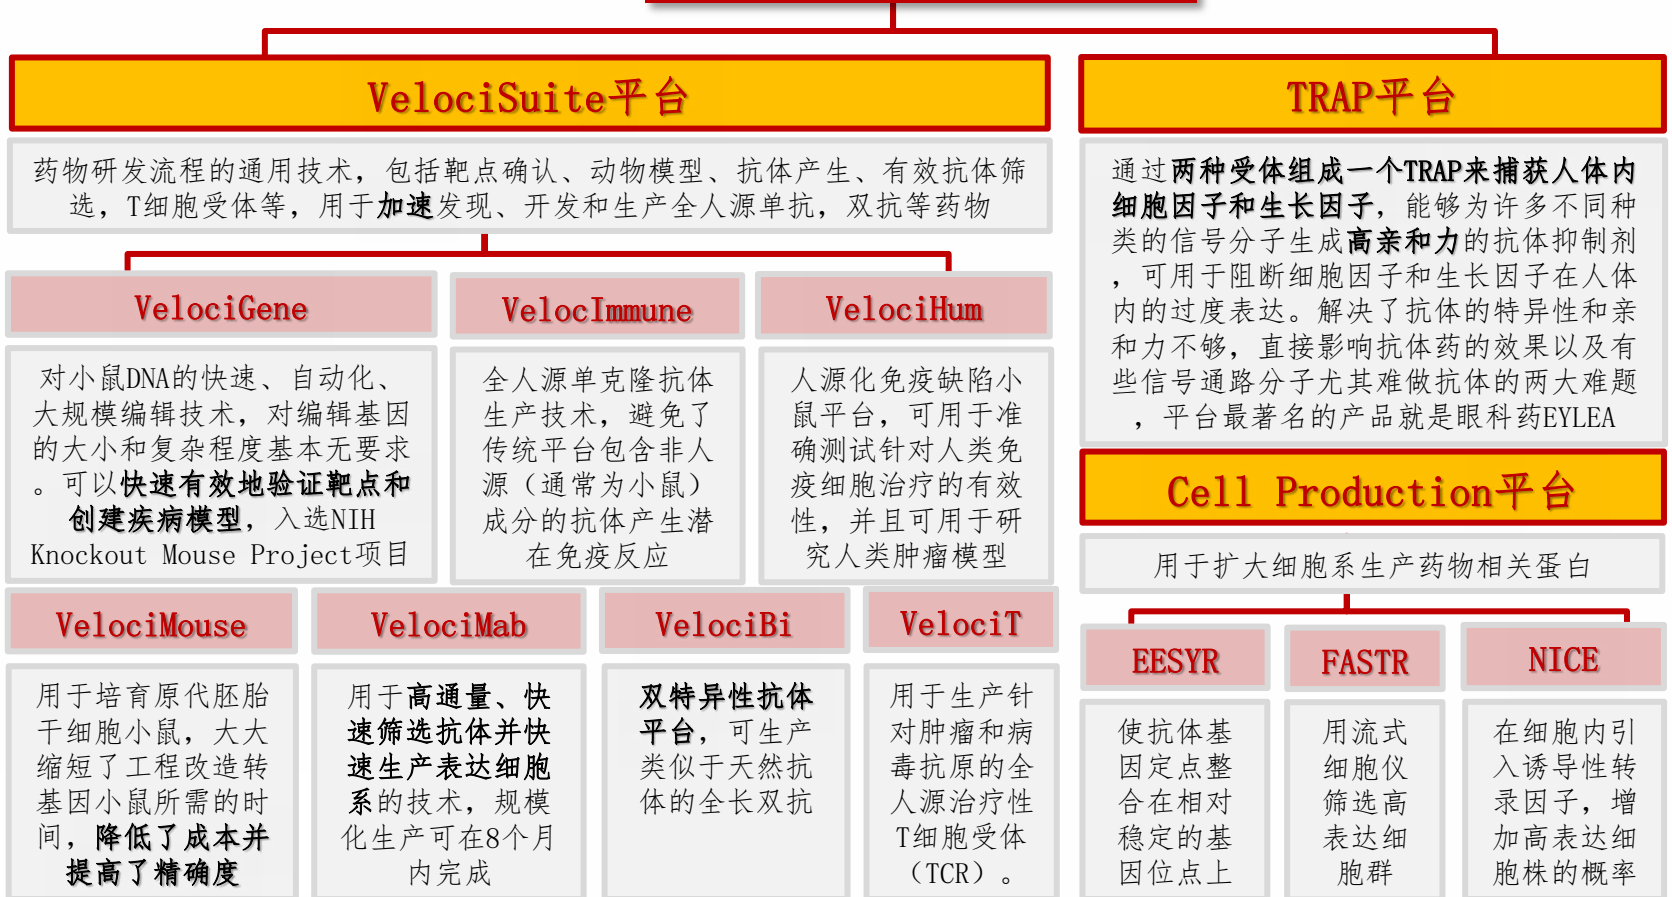 VelociSuite平台
药物研发流程的通用技术，包括靶点确认、动物模型、抗体产生、有效抗体筛
选，T细胞受体等，用于加速发现、开发和生产全人源单抗，双抗等药物
VelociGene
对小鼠DNA的快速、自动化、
大规模编辑技术，对编辑基因
的大小和复杂程度基本无要求
。可以快速有效地验证靶点和
创建疾病模型，入选NIH
Knockout Mouse Project项目
VelocImmune
全人源单克隆抗体
生产技术，避免了
传统平台包含非人
源（通常为小鼠）
成分的抗体产生潜
在免疫反应
VelociHum
人源化免疫缺陷小
鼠平台，可用于准
确测试针对人类免
疫细胞治疗的有效
性，并且可用于研
究人类肿瘤模型
VelociMouse
用于培育原代胚胎
干细胞小鼠，大大
缩短了工程改造转
基因小鼠所需的时
间，降低了成本并
提高了精确度
VelociMab
用于高通量、快
速筛选抗体并快
速生产表达细胞
系的技术，规模
化生产可在8个月
内完成
VelociBi
双特异性抗体
平台，可生产
类似于天然抗
体的全长双抗
VelociT
用于生产针
对肿瘤和病
毒抗原的全
人源治疗性
T细胞受体
（TCR）。
TRAP平台
通过两种受体组成一个TRAP来捕获人体内
细胞因子和生长因子，能够为许多不同种
类的信号分子生成高亲和力的抗体抑制剂
，可用于阻断细胞因子和生长因子在人体
内的过度表达。解决了抗体的特异性和亲
和力不够，直接影响抗体药的效果以及有
些信号通路分子尤其难做抗体的两大难题
，平台最著名的产品就是眼科药EYLEA
Cell Production平台
用于扩大细胞系生产药物相关蛋白
EESYR
使抗体基
因定点整
合在相对
稳定的基
因位点上
FASTR
用流式
细胞仪
筛选高
表达细
胞群
NICE
在细胞内引
入诱导性转
录因子，增
加高表达细
胞株的概率